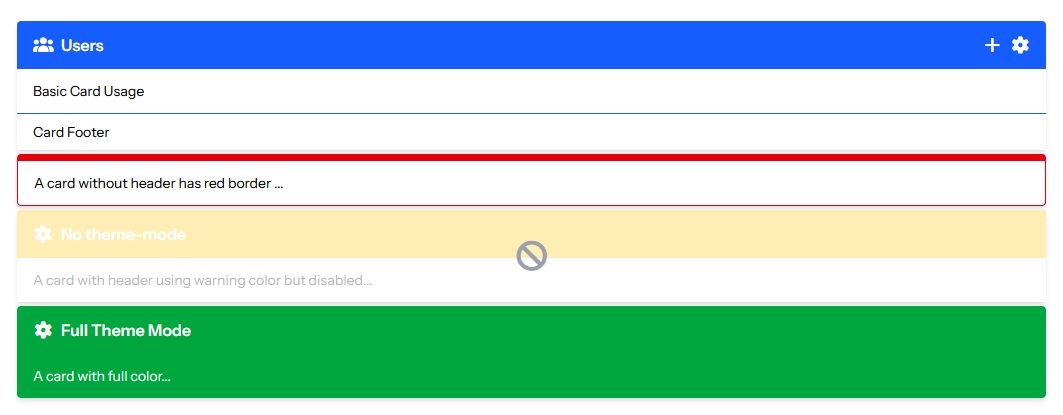 Users
Basic Card Usage
Card Footer
A card without header has red border ...
No theme-mode
A card with header using warning color but disabled...
Full Theme Mode
A card with full color...